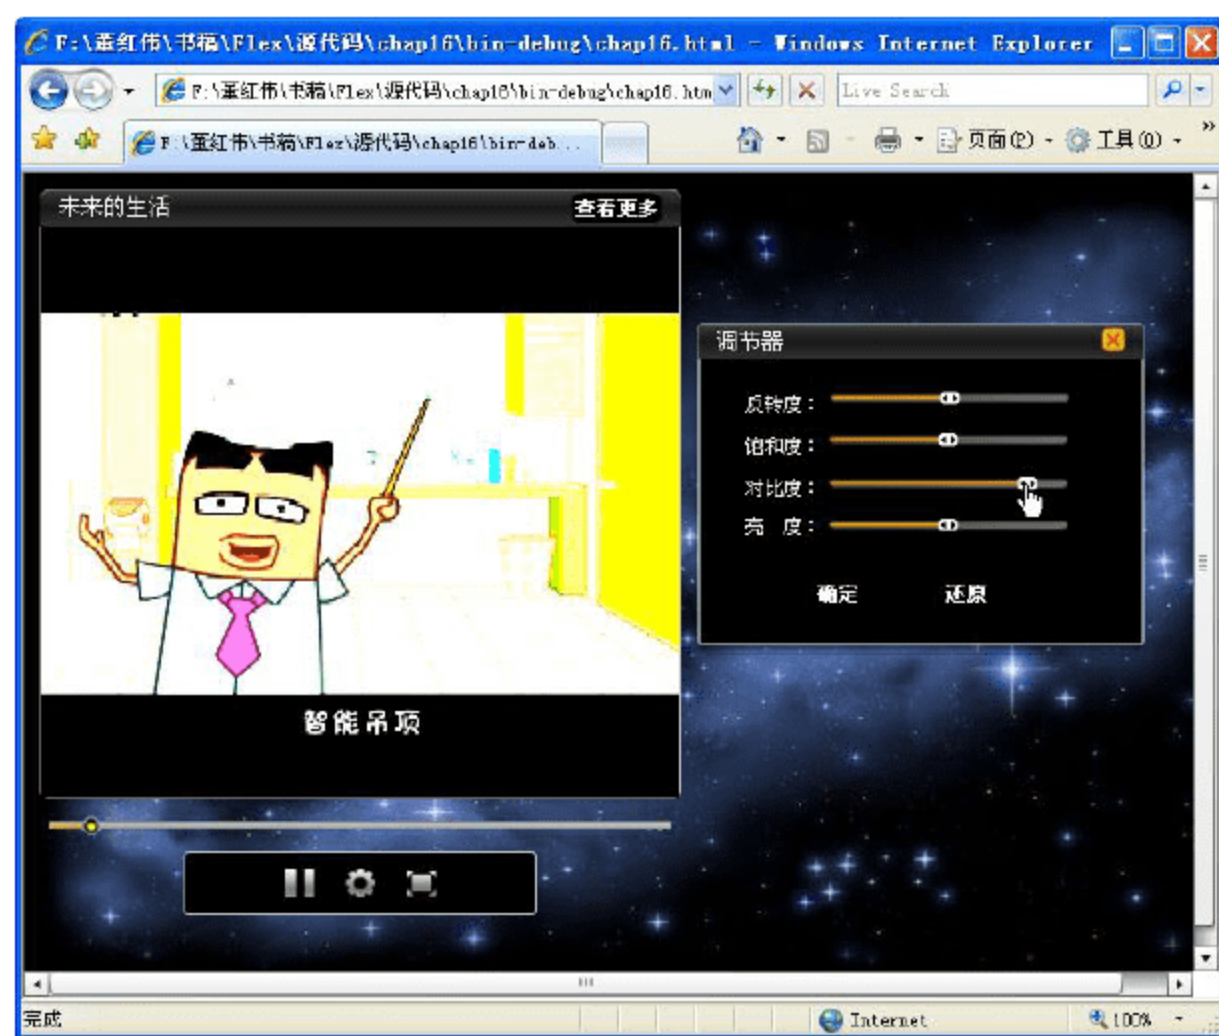 F:\董红伟\书稿\Flex\源代码\chap16\bin-debug\chap16.html - Windows Internet Explorer
F:\董红伟\书稿\Flex\源代码\chap16\bin-debug\chap16.htm
Live Search
F:\董红伟\书稿\Flex\源代码\chap16\bin-deb...
页面(P)
工具(O)
未来的生活
查看更多
调节器
反转度：
饱和度：
对比度：
亮 度：
确定
还原
智能吊顶
完成
Internet
100%